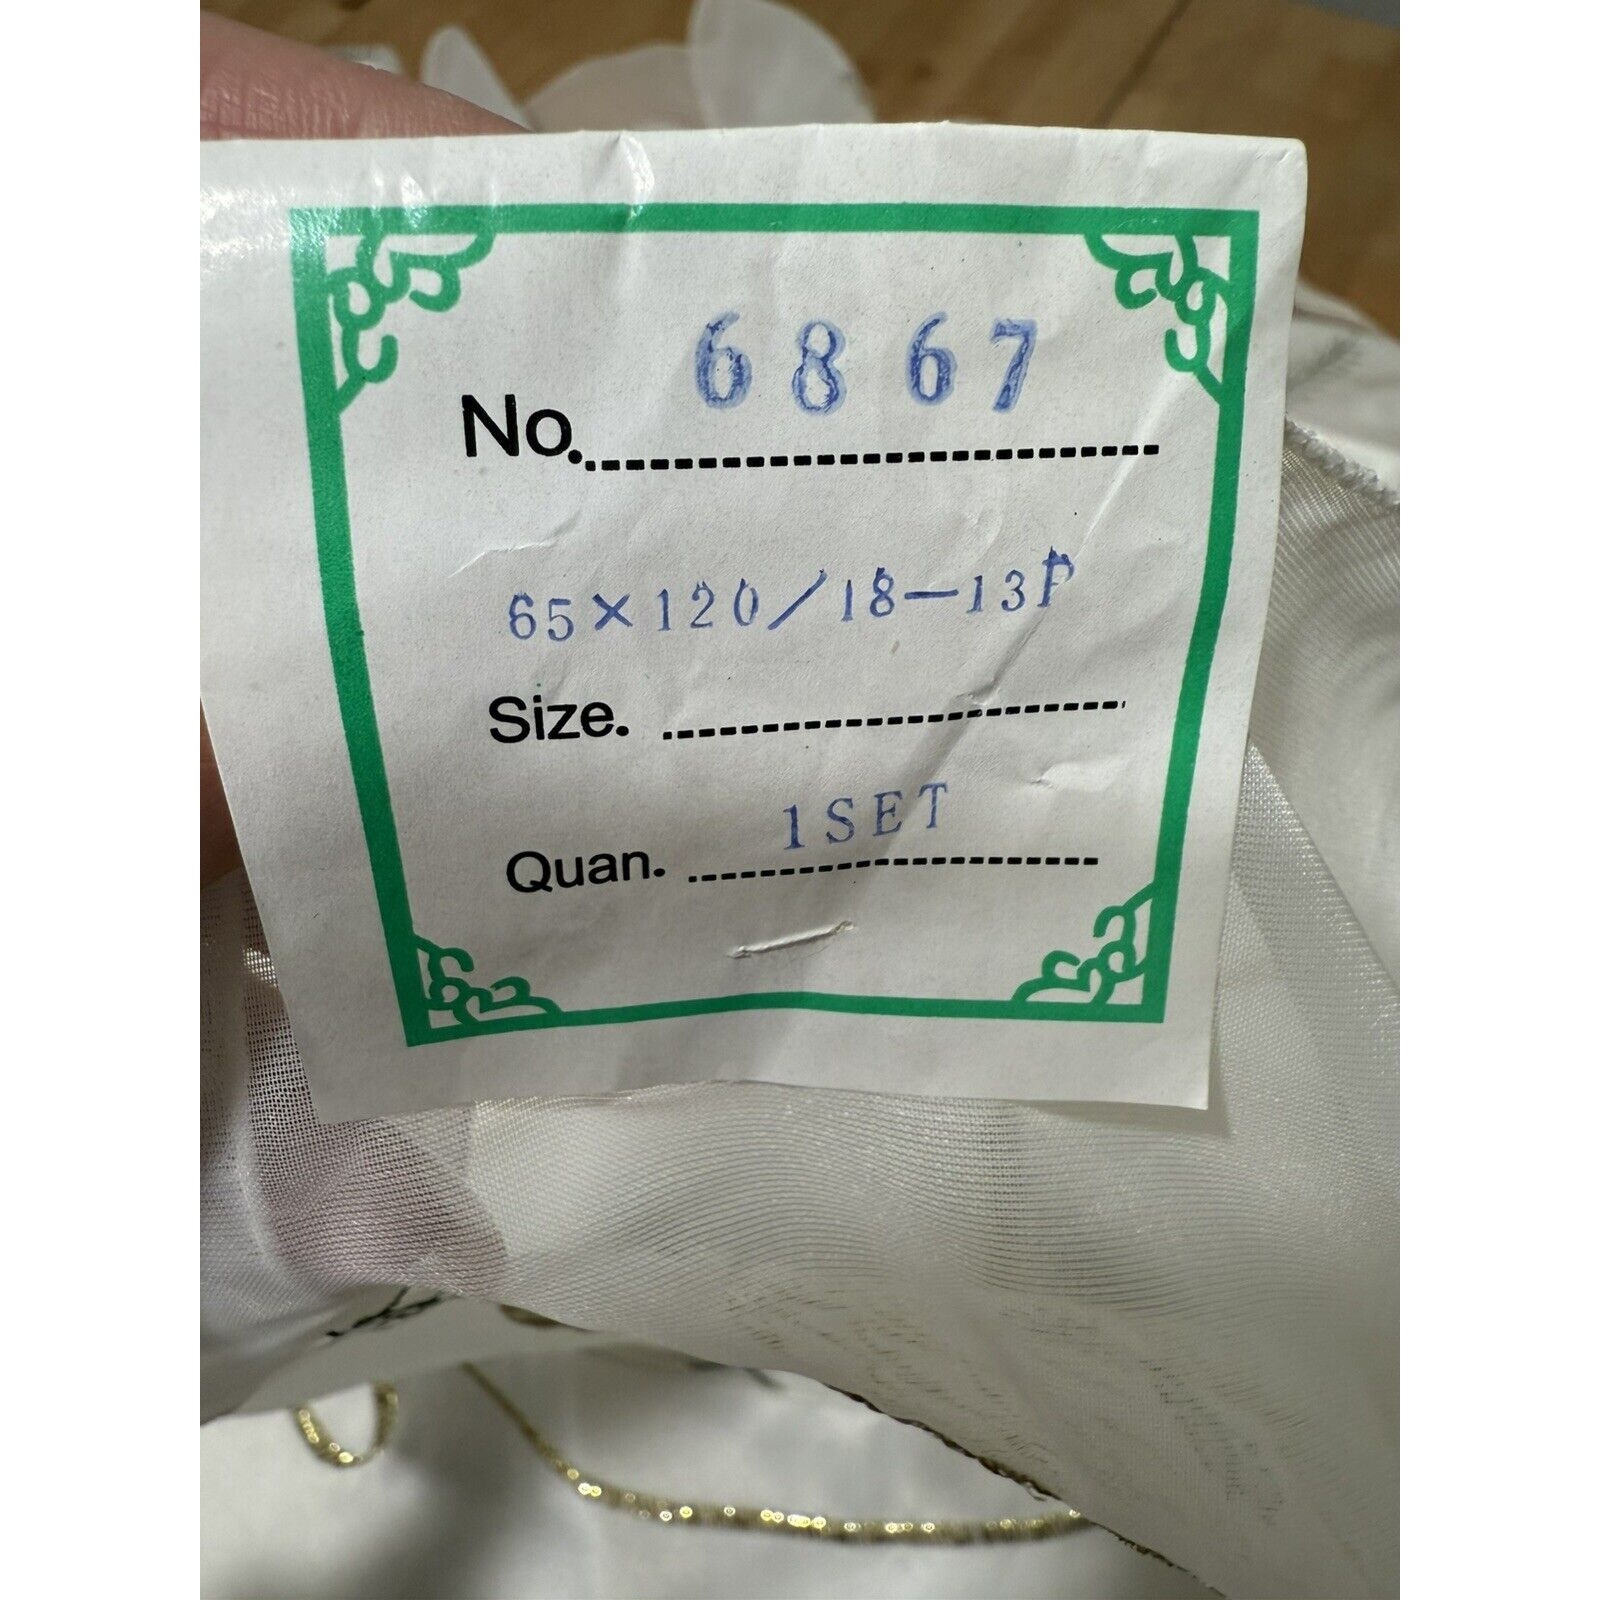 No. 6867
65×120/18-13P
Size.
Quan. 1SET